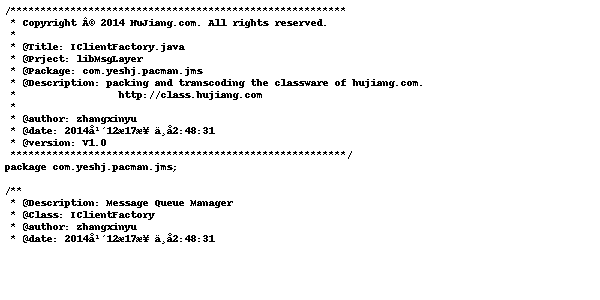 /********************************************************
 * Copyright Â© 2014 HuJiang.com. All rights reserved.
 *
 * @Title: IClientFactory.java
 * @Prject: libMsgLayer
 * @Package: com.yeshj.pacman.jms
 * @Description: packing and transcoding the classware of hujiang.com.
 *                 http://class.hujiang.com
 *
 * @author: zhangxinyu
 * @date: 2014å¹´12æ17æ¥ ä¸å2:48:31
 * @version: V1.0
 ********************************************************/
package com.yeshj.pacman.jms;

/**
 * @Description: Message Queue Manager
 * @Class: IClientFactory
 * @author: zhangxinyu
 * @date: 2014å¹´12æ17æ¥ ä¸å2:48:31